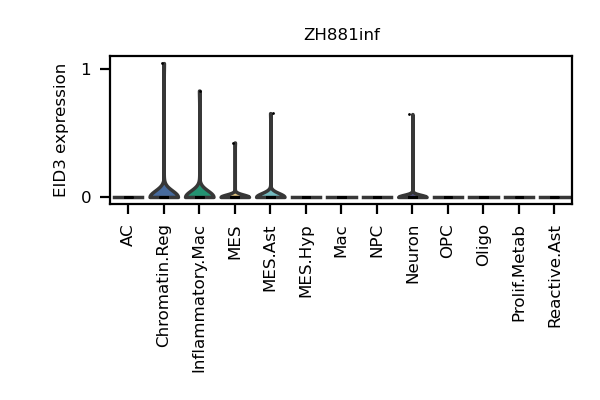 ZH881inf
EID3 expression
1
0
AC
Chromatin.Reg
Inflammatory.Mac
MES
MES.Ast
MES.Hyp
Mac
NPC
Neuron
OPC
Oligo
Prolif.Metab
Reactive.Ast